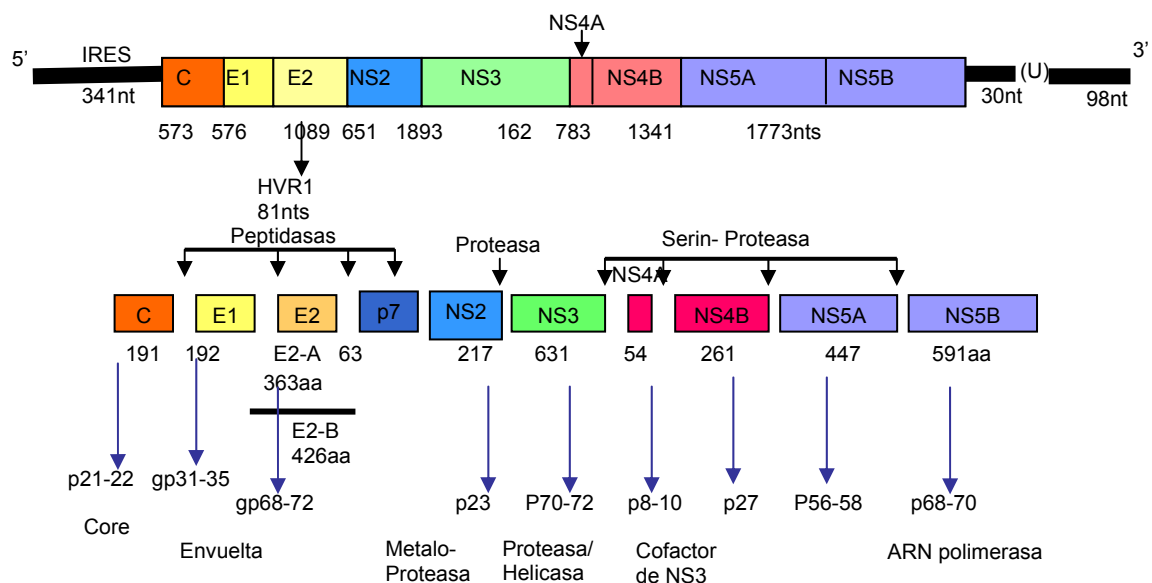 NS4A
5’ IRES 3’
C E1 E2 NS2 NS3 NS4B NS5A NS5B (U)
341nt 30nt 98nt
573 576 1089 651 1893 162 783 1341 1773nts
HVR1
81nts
Peptidasas Proteasa Serin- Proteasa
NS4A
C E1 E2 p7 NS2 NS3 NS4B NS5A NS5B
191 192 E2-A 63 217 631 54 261 447 591aa
363aa
E2-B
426aa
p21-22 gp31-35
gp68-72 p23 P70-72 p8-10 p27 P56-58 p68-70
Core
Envuelta Metalo- Proteasa/ Cofactor ARN polimerasa
Proteasa Helicasa de NS3